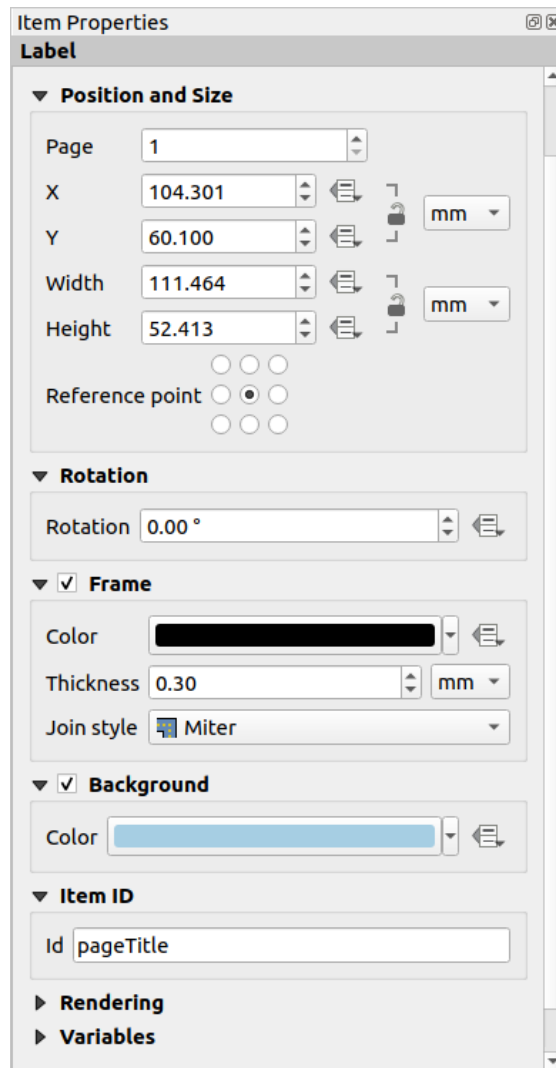 Item Properties
Label
Position and Size
Page 1
X 104.301
mm
Y 60.100
Width 111.464
mm
Height 52.413
Reference point
Rotation
Rotation 0.00 °
Frame
Color
Thickness 0.30 mm
Join style Miter
Background
Color
Item ID
Id pageTitle
Rendering
Variables